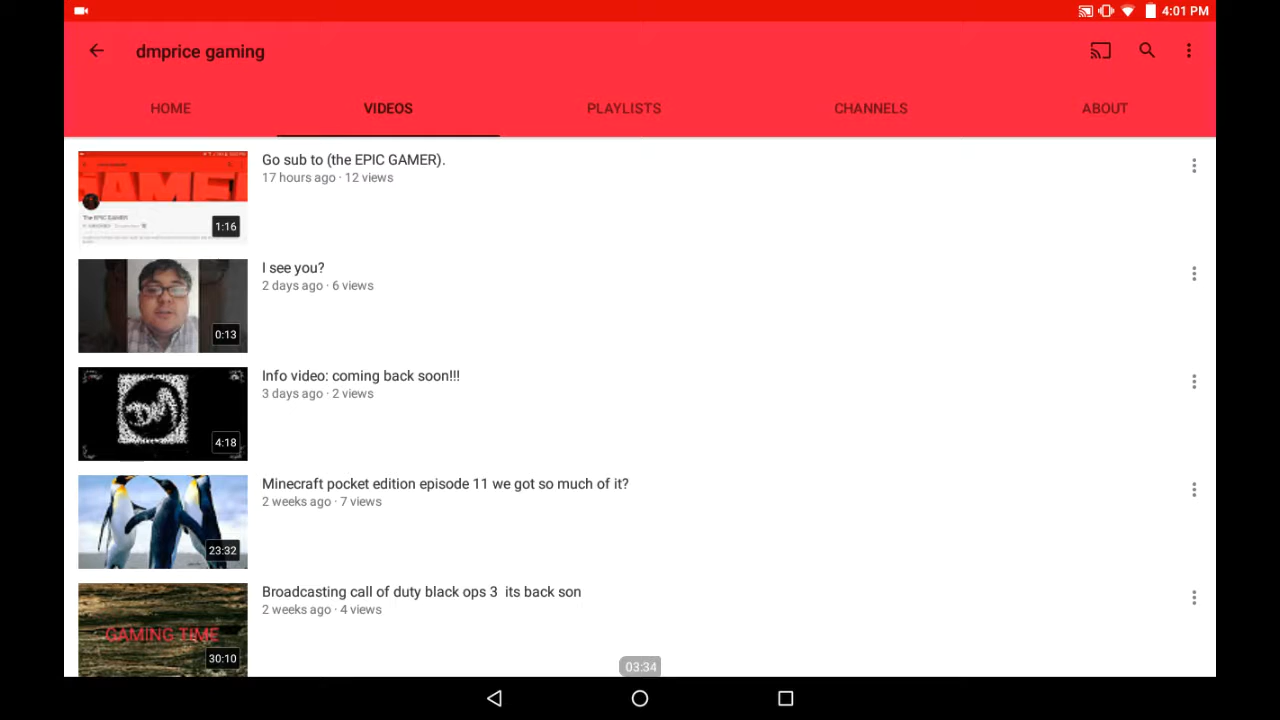 4:01 PM
dmprice gaming
HOME VIDEOS PLAYLISTS CHANNELS ABOUT
Go sub to (the EPIC GAMER).
17 hours ago · 12 views
GAME
The EPIC GAMER
1:16
I see you?
2 days ago · 6 views
0:13
Info video: coming back soon!!!
3 days ago · 2 views
4:18
Minecraft pocket edition episode 11 we got so much of it?
2 weeks ago · 7 views
23:32
Broadcasting call of duty black ops 3  its back son
2 weeks ago · 4 views
GAMING TIME
30:10
03:34